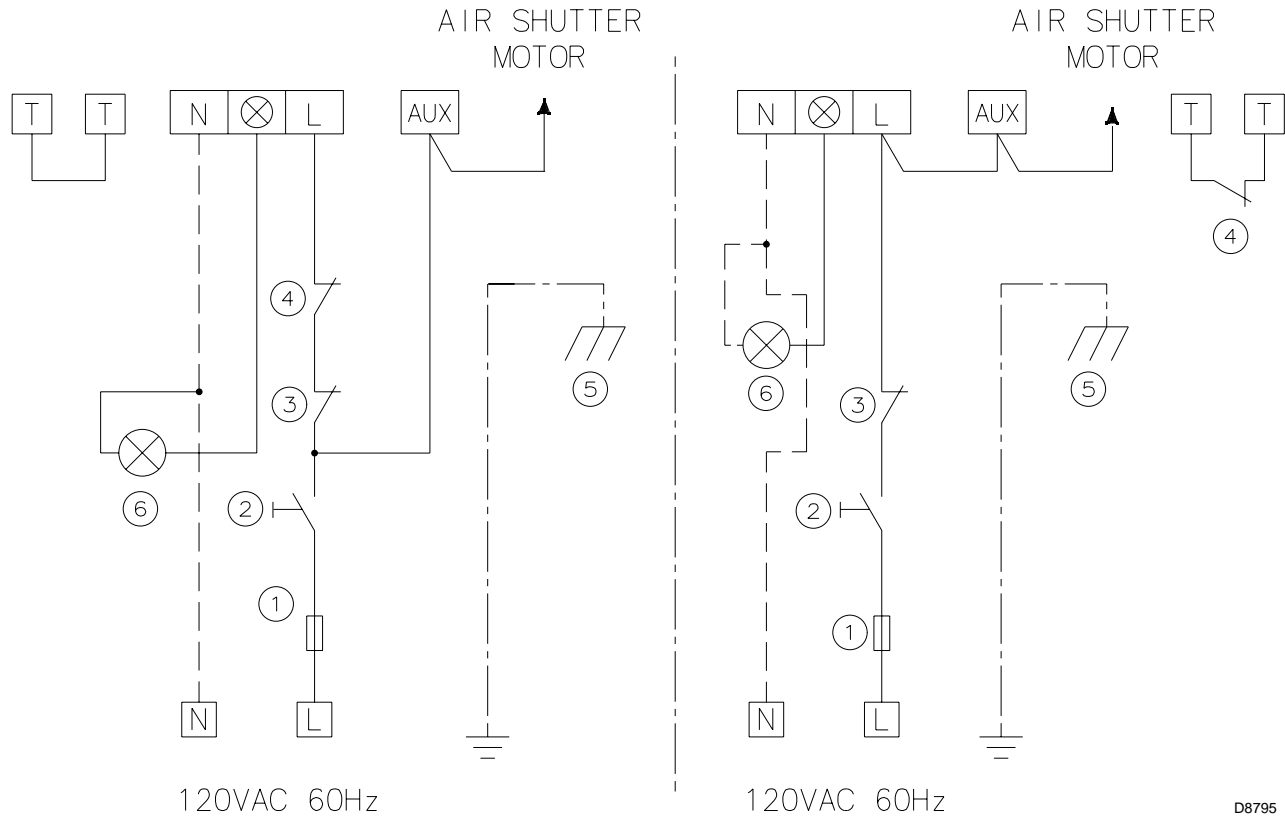 AIR SHUTTER
MOTOR
T T N L AUX
4
3
5
6
2
1
N L
120VAC 60Hz
AIR SHUTTER
MOTOR
N L AUX T T
4
5
6
3
2
1
N L
120VAC 60Hz
D8795